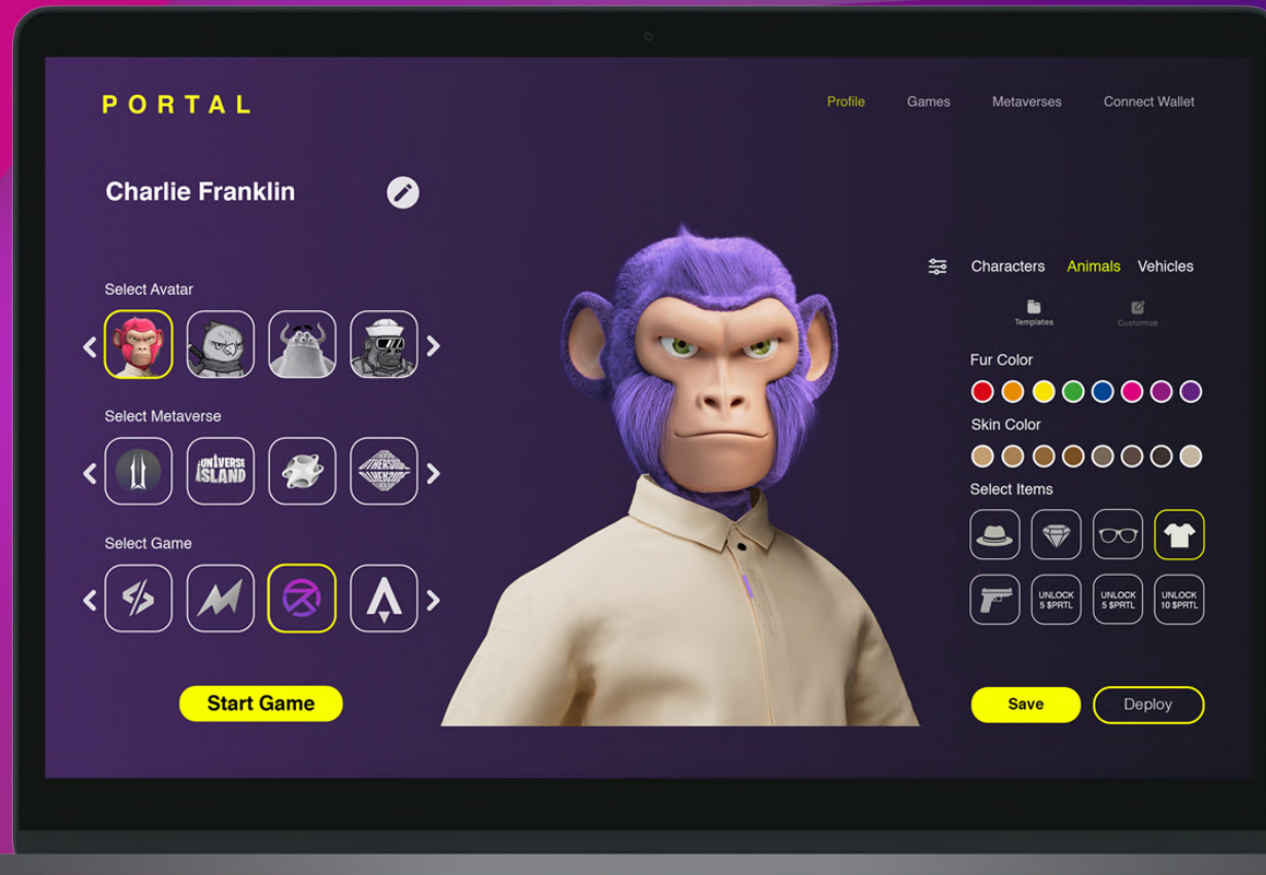 PORTAL
Profile Games Metaverses Connect Wallet
Charlie Franklin
Characters Animals Vehicles
Select Avatar
Templates Customize
Fur Color
Select Metaverse
Skin Color
UNIVERSE
ISLAND
Select Items
Select Game
UNLOCK
5 $PRTL
UNLOCK
5 $PRTL
UNLOCK
10 $PRTL
Start Game
Save Deploy